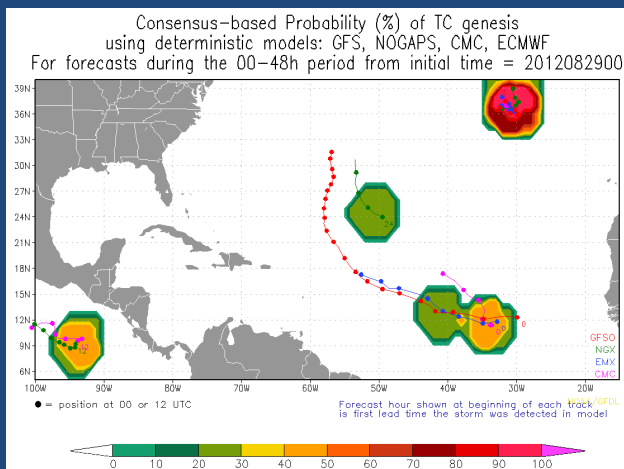 Consensus-based Probability (%) of TC genesis
using deterministic models: GFS, NOGAPS, CMC, ECMWF
For forecasts during the 00-48h period from initial time = 2012082900
39N
36N
33N
30N
27N
24N
21N
18N
15N
12N
9N
6N
24
0
12
GFSO
NGX
EMX
CMC
100W 90W 80W 70W 60W 50W 40W 30W 20W
● = position at 00 or 12 UTC
Forecast hour shown at beginning of each track
is first lead time the storm was detected in model
0 10 20 30 40 50 60 70 80 90 100